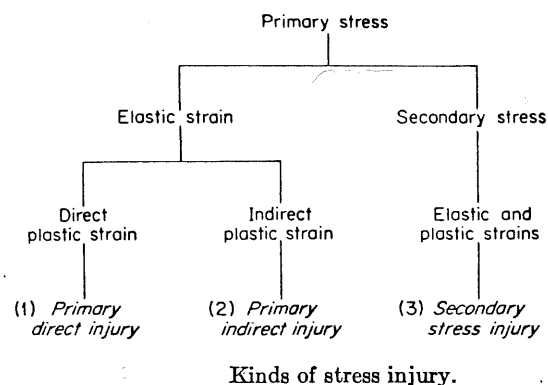 Primary stress
Elastic strain
Secondary stress
Direct
plastic strain
Indirect
plastic strain
Elastic and
plastic strains
(1) Primary
direct injury
(2) Primary
indirect injury
(3) Secondary
stress injury
Kinds of stress injury.